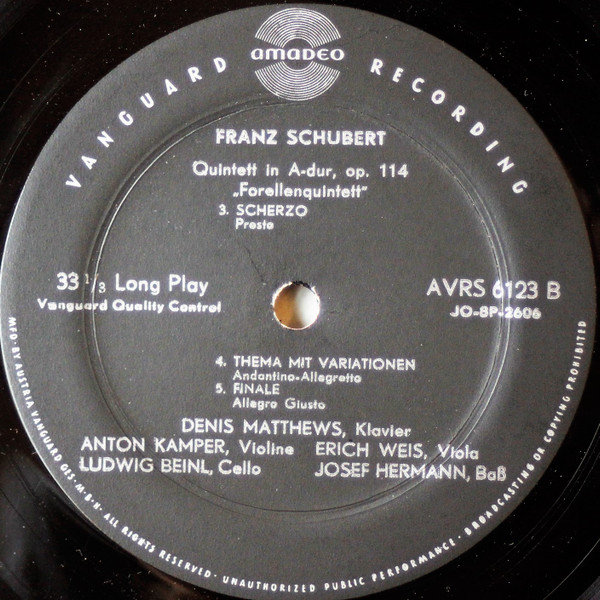 amadeo
VANGUARD RECORDING
FRANZ SCHUBERT
Quintett in A-dur, op. 114
„Forellenquintett"
3. SCHERZO
Presto
33 1/3 Long Play
Vanguard Quality Control
AVRS 6123 B
JO-8P-2606
4. THEMA MIT VARIATIONEN
Andantino-Allegretto
5. FINALE
Allegro Giusto
DENIS MATTHEWS, Klavier
ANTON KAMPER, Violine ERICH WEIS, Viola
LUDWIG BEINL, Cello JOSEF HERMANN, Baß
MFD·BY AUSTRIA VANGUARD GES·M·B·H· ALL RIGHTS RESERVED · UNAUTHORIZED PUBLIC PERFORMANCE · BROADCASTING OR COPYING PROHIBITED